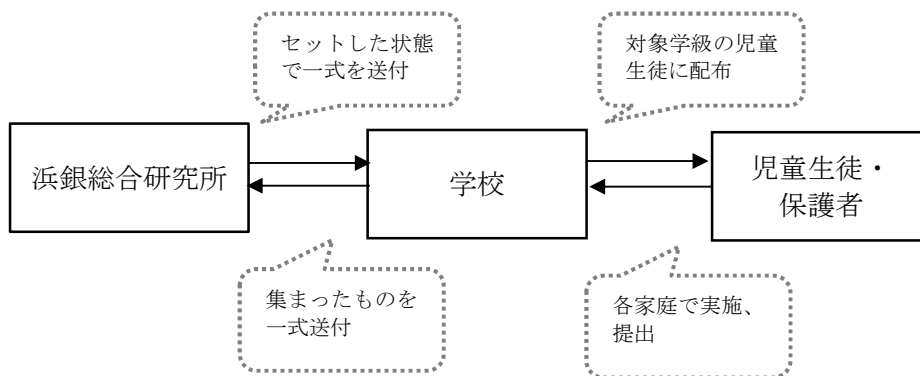 セットした状態
で一式を送付
対象学級の児童
生徒に配布
浜銀総合研究所
学校
児童生徒・
保護者
集まったものを
一式送付
各家庭で実施、
提出